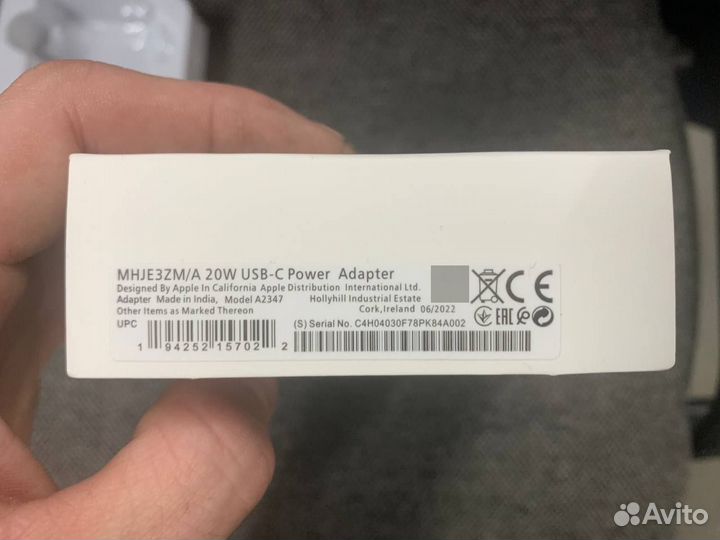 MHJE3ZM/A 20W USB-C Power Adapter
Designed By Apple In California Apple Distribution International Ltd.
Adapter Made in India, Model A2347 Hollyhill Industrial Estate
Other Items as Marked Thereon Cork,Ireland 06/2022
UPC (S) Serial No. C4H04030F78PK84A002
1 94252 15702 2
CE
EAC
Avito